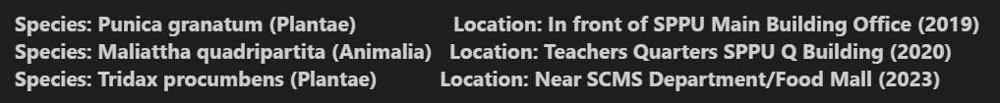 Species: Punica granatum (Plantae) Location: In front of SPPU Main Building Office (2019)
Species: Maliattha quadripartita (Animalia) Location: Teachers Quarters SPPU Q Building (2020)
Species: Tridax procumbens (Plantae) Location: Near SCMS Department/Food Mall (2023)